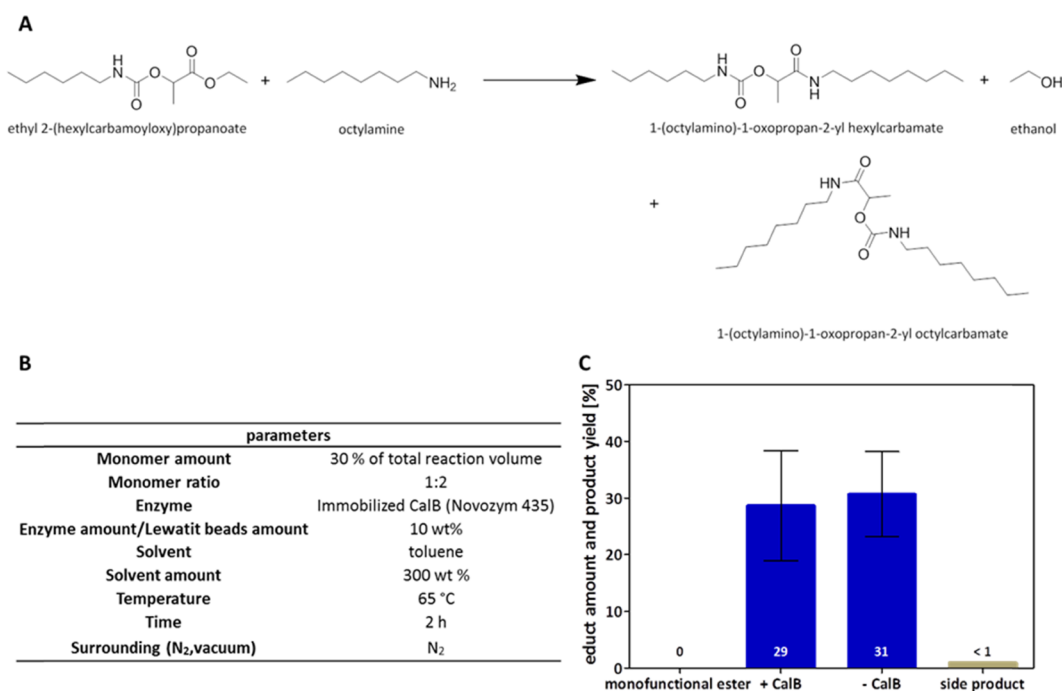 A
H
N
O
O
O
O
+
NH₂
H
N
O
O
O
N
H
+
OH
ethyl 2-(hexylcarbamoyloxy)propanoate
octylamine
1-(octylamino)-1-oxopropan-2-yl hexylcarbamate
ethanol
+
HN
O
O
O
NH
1-(octylamino)-1-oxopropan-2-yl octylcarbamate
B
parameters
Monomer amount 30 % of total reaction volume
Monomer ratio 1:2
Enzyme Immobilized CalB (Novozym 435)
Enzyme amount/Lewatit beads amount 10 wt%
Solvent toluene
Solvent amount 300 wt %
Temperature 65 °C
Time 2 h
Surrounding (N₂,vacuum) N₂
C
educt amount and product yield [%]
50
40
30
20
10
0
0
29
31
< 1
monofunctional ester
+ CalB
- CalB
side product